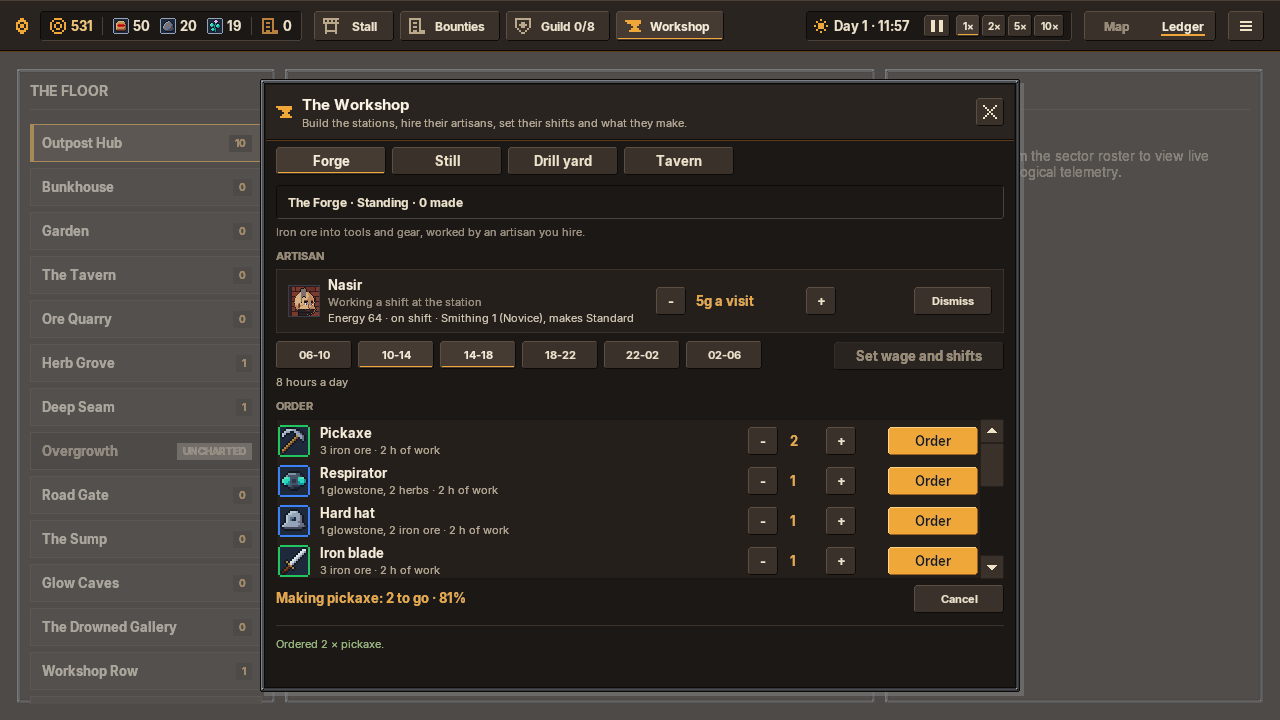 531 50 20 19 0 Stall Bounties Guild 0/8 Workshop Day 1 · 11:57 1x 2x 5x 10x Map Ledger
THE FLOOR
Outpost Hub 10
Bunkhouse 0
Garden 0
The Tavern 0
Ore Quarry 0
Herb Grove 1
Deep Seam 1
Overgrowth UNCHARTED
Road Gate 0
The Sump 0
Glow Caves 0
The Drowned Gallery 0
Workshop Row 1
The Workshop
Build the stations, hire their artisans, set their shifts and what they make.
Forge Still Drill yard Tavern
The Forge · Standing · 0 made
Iron ore into tools and gear, worked by an artisan you hire.
ARTISAN
Nasir
Working a shift at the station
Energy 64 · on shift · Smithing 1 (Novice), makes Standard
- 5g a visit + Dismiss
06-10 10-14 14-18 18-22 22-02 02-06 Set wage and shifts
8 hours a day
ORDER
Pickaxe
3 iron ore · 2 h of work
- 2 + Order
Respirator
1 glowstone, 2 herbs · 2 h of work
- 1 + Order
Hard hat
1 glowstone, 2 iron ore · 2 h of work
- 1 + Order
Iron blade
3 iron ore · 2 h of work
- 1 + Order
Making pickaxe: 2 to go · 81% Cancel
Ordered 2 × pickaxe.
the sector roster to view live
telemetry.